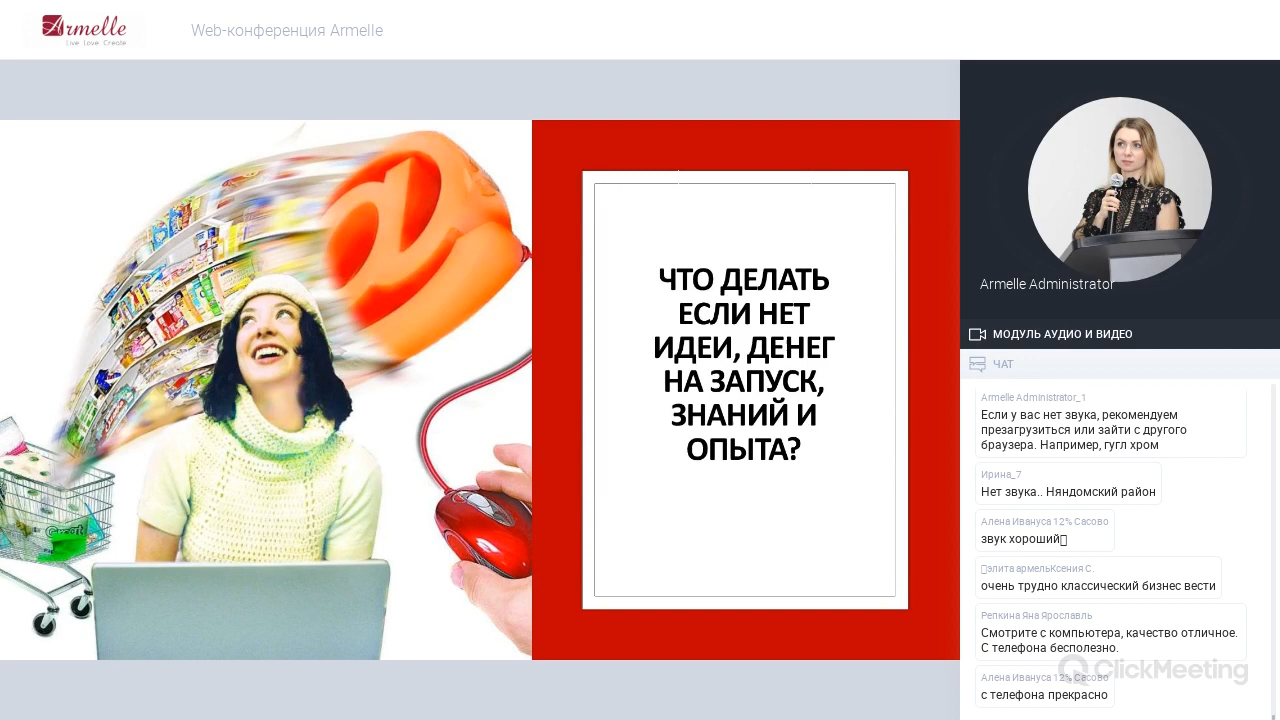 Armelle
Live Love Create
Web-конференция Armelle
ЧТО ДЕЛАТЬ
ЕСЛИ НЕТ
ИДЕИ, ДЕНЕГ
НА ЗАПУСК,
ЗНАНИЙ И
ОПЫТА?
Armelle Administrator
МОДУЛЬ АУДИО И ВИДЕО
ЧАТ
Armelle Administrator_1
Если у вас нет звука, рекомендуем
презагрузиться или зайти с другого
браузера. Например, гугл хром
Ирина_7
Нет звука.. Няндомский район
Алена Ивануса 12% Сасово
звук хороший
элита армельКсения С.
очень трудно классический бизнес вести
Репкина Яна Ярославль
Смотрите с компьютера, качество отличное.
С телефона бесполезно.
Алена Ивануса 12% Сасово
с телефона прекрасно
ClickMeeting